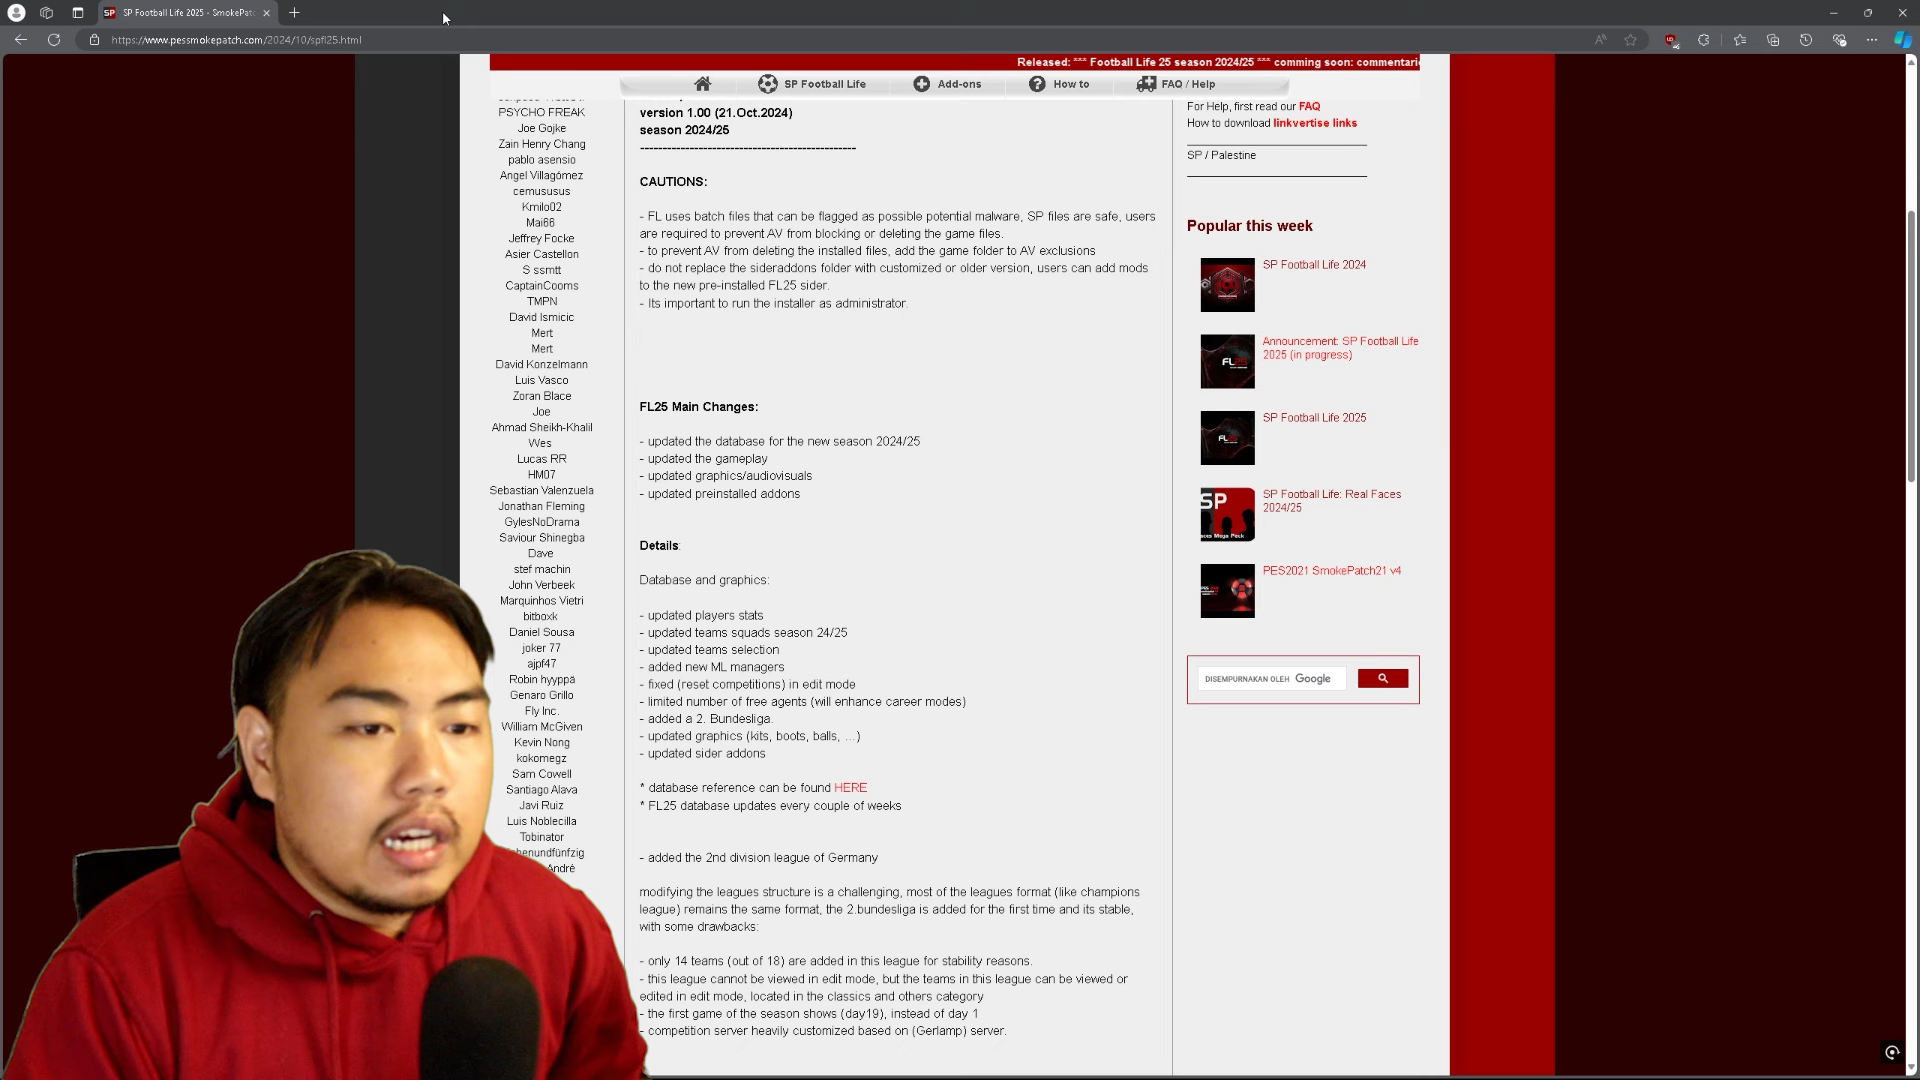 SP Football Life 2025 - SmokePatc
https://www.pessmokepatch.com/2024/10/spfl25.html
Released: *** Football Life 25 season 2024/25 *** comming soon: commentari
SP Football Life
Add-ons
How to
FAQ / Help
PSYCHO FREAK
Joe Gojke
Zain Henry Chang
pablo asensio
Angel Villagómez
cemususus
Kmilo02
Mai66
Jeffrey Focke
Asier Castellon
S ssmtt
CaptainCooms
TMPN
David Ismicic
Mert
Mert
David Konzelmann
Luis Vasco
Zoran Blace
Joe
Ahmad Sheikh-Khalil
Wes
Lucas RR
HM07
Sebastian Valenzuela
Jonathan Fleming
GylesNoDrama
Saviour Shinegba
Dave
stef machin
John Verbeek
Marquinhos Vietri
bitboxk
Daniel Sousa
joker 77
ajpf47
Robin hyyppä
Genaro Grillo
Fly Inc.
William McGiven
Kevin Nong
kokomegz
Sam Cowell
Santiago Alava
Javi Ruiz
Luis Noblecilla
Tobinator
André
version 1.00 (21.Oct.2024)
season 2024/25
------------------------------------------------
CAUTIONS:
- FL uses batch files that can be flagged as possible potential malware, SP files are safe, users
are required to prevent AV from blocking or deleting the game files.
- to prevent AV from deleting the installed files, add the game folder to AV exclusions
- do not replace the sideraddons folder with customized or older version, users can add mods
to the new pre-installed FL25 sider.
- Its important to run the installer as administrator.
FL25 Main Changes:
- updated the database for the new season 2024/25
- updated the gameplay
- updated graphics/audiovisuals
- updated preinstalled addons
Details:
Database and graphics:
- updated players stats
- updated teams squads season 24/25
- updated teams selection
- added new ML managers
- fixed (reset competitions) in edit mode
- limited number of free agents (will enhance career modes)
- added a 2. Bundesliga.
- updated graphics (kits, boots, balls, ...)
- updated sider addons
* database reference can be found HERE
* FL25 database updates every couple of weeks
- added the 2nd division league of Germany
modifying the leagues structure is a challenging, most of the leagues format (like champions
league) remains the same format, the 2.bundesliga is added for the first time and its stable,
with some drawbacks:
- only 14 teams (out of 18) are added in this league for stability reasons.
- this league cannot be viewed in edit mode, but the teams in this league can be viewed or
edited in edit mode, located in the classics and others category
- the first game of the season shows (day19), instead of day 1
- competition server heavily customized based on (Gerlamp) server.
For Help, first read our FAQ
How to download linkvertise links
SP / Palestine
Popular this week
SP Football Life 2024
Announcement: SP Football Life
2025 (in progress)
SP Football Life 2025
SP Football Life: Real Faces
2024/25
PES2021 SmokePatch21 v4
DISEMPURNAKAN OLEH Google